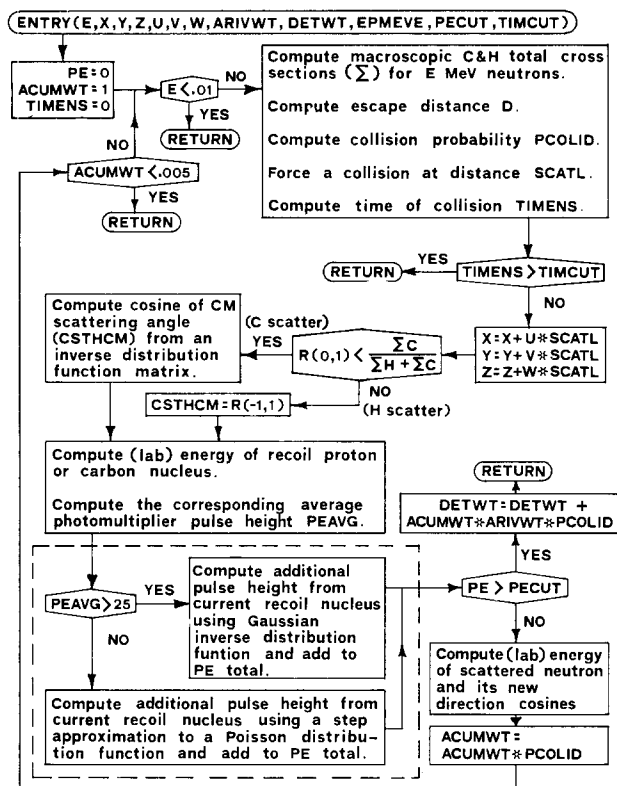 ENTRY(E,X,Y,Z,U,V,W,ARIVWT,DETWT,EPMEVE,PECUT,TIMCUT)
PE=0
ACUMWT=1
TIMENS=0
E<.01
NO
YES
RETURN
Compute macroscopic C&H total cross
sections (Σ) for E MeV neutrons.
Compute escape distance D.
Compute collision probability PCOLID.
Force a collision at distance SCATL.
Compute time of collision TIMENS.
NO
ACUMWT<.005
YES
RETURN
TIMENS>TIMCUT
YES
RETURN
NO
X=X+U*SCATL
Y=Y+V*SCATL
Z=Z+W*SCATL
R(0,1)< ΣC
ΣH + ΣC
(C scatter)
YES
NO
(H scatter)
Compute cosine of CM
scattering angle
(CSTHCM) from an
inverse distribution
function matrix.
CSTHCM=R(-1,1)
Compute (lab) energy of recoil proton
or carbon nucleus.
Compute the corresponding average
photomultiplier pulse height PEAVG.
PEAVG>25
YES
NO
Compute additional
pulse height from
current recoil nucleus
using Gaussian
inverse distribution
funtion and add to
PE total.
Compute additional pulse height from
current recoil nucleus using a step
approximation to a Poisson distribu-
tion function and add to PE total.
RETURN
DETWT=DETWT +
ACUMWT*ARIVWT*PCOLID
YES
PE > PECUT
NO
Compute (lab) energy
of scattered neutron
and its new
direction cosines
ACUMWT=
ACUMWT*PCOLID